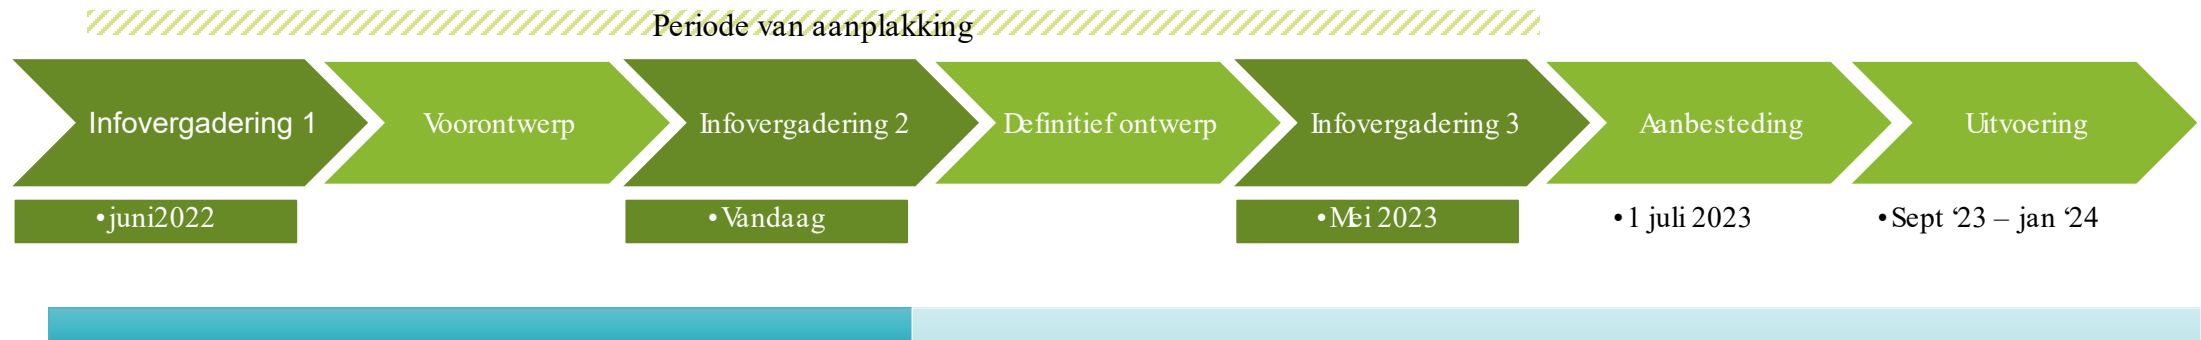 Periode van aanplakking
Infovergadering 1
Voorontwerp
Infovergadering 2
Definitief ontwerp
Infovergadering 3
Aanbesteding
Uitvoering
•juni2022
•Vandaag
•Mei 2023
•1 juli 2023
•Sept ‘23 – jan ‘24